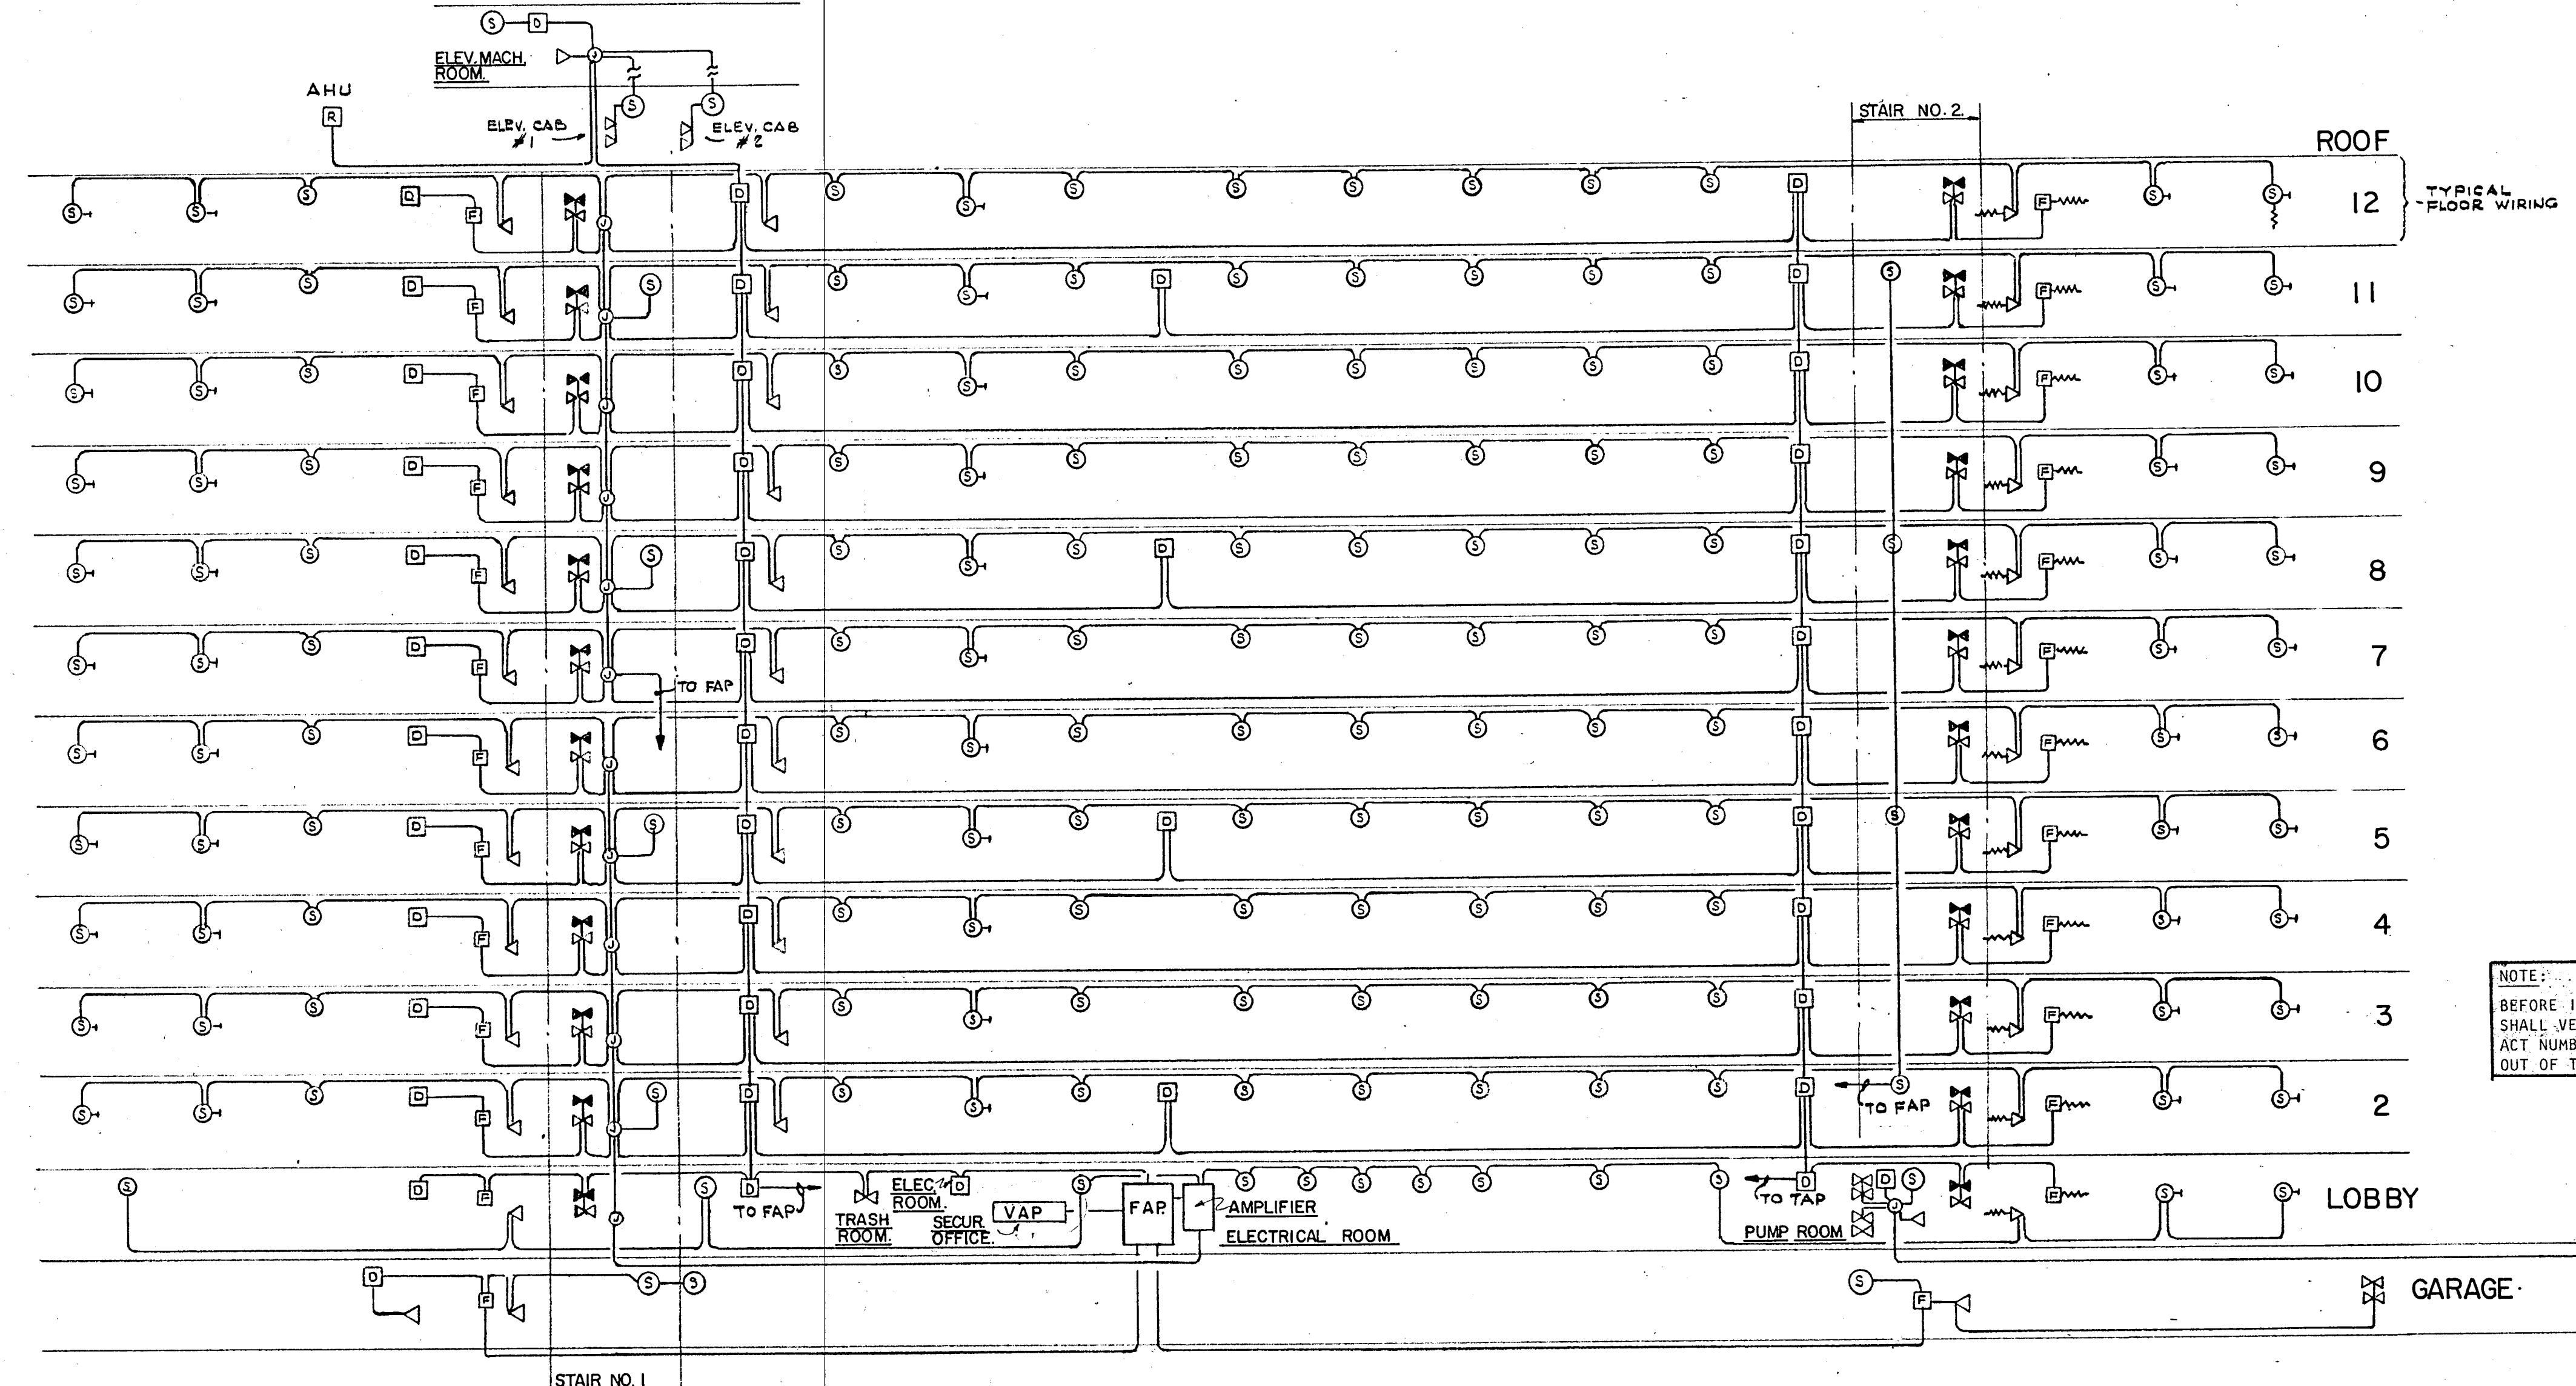 S D
ELEV. MACH. ROOM.
J
AHU
R
S S
ELEV. CAB #1
ELEV. CAB #2
STAIR NO. 2.
ROOF
S S S D F J D S S S S S S S S D F S S 12
TYPICAL FLOOR WIRING
S S S D F J S D S S S D S S S S S D S F S S 11
S S S D F J D S S S S S S S S D F S S 10
S S S D F J D S S S S S S S S D F S S 9
S S S D F J S D S S S D S S S S S D S F S S 8
S S S D F J D S S S S S S S S D F S S 7
TO FAP
S S S D F J D S S S S S S S S D F S S 6
S S S D F J S D S S S D S S S S S D S F S S 5
S S S D F J D S S S S S S S S D F S S 4
S S S D F J D S S S S S S S S D F S S 3
NOTE:
BEFORE
SHALL
ACT
OUT OF
S S S D F J S D S S S D S S S S S D S F S S 2
TO FAP
S D F J S D D S S S S S S S S D D S J F S S LOBBY
TO FAP
TRASH ROOM.
ELEC. ROOM.
SECUR. OFFICE.
VAP
FAP.
AMPLIFIER
ELECTRICAL ROOM
TO TAP
PUMP ROOM
D F S S S F GARAGE
STAIR NO. 1